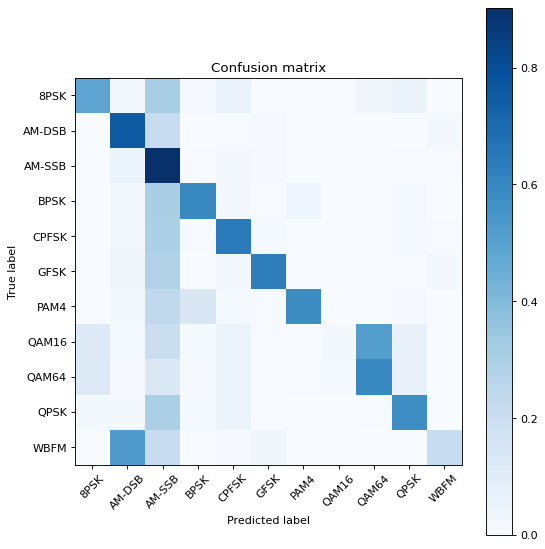 Confusion matrix
True label
8PSK
AM-DSB
AM-SSB
BPSK
CPFSK
GFSK
PAM4
QAM16
QAM64
QPSK
WBFM
8PSK
AM-DSB
AM-SSB
BPSK
CPFSK
GFSK
PAM4
QAM16
QAM64
QPSK
WBFM
Predicted label
0.8
0.6
0.4
0.2
0.0